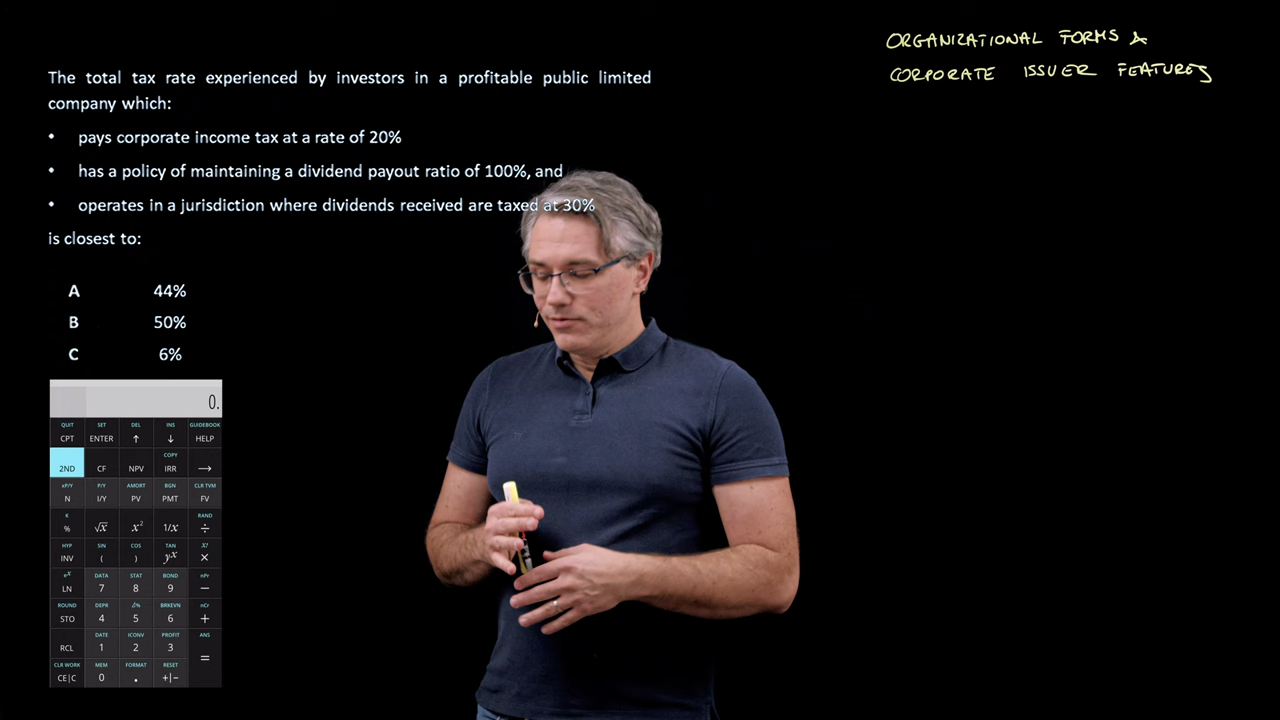 ORGANIZATIONAL FORMS &
CORPORATE ISSUER FEATURES
The total tax rate experienced by investors in a profitable public limited
company which:
• pays corporate income tax at a rate of 20%
• has a policy of maintaining a dividend payout ratio of 100%, and
• operates in a jurisdiction where dividends received are taxed at 30%
is closest to:
A 44%
B 50%
C 6%
0.
QUIT SET DEL INS GUIDEBOOK
CPT ENTER ↑ ↓ HELP
COPY
2ND CF NPV IRR →
xP/Y P/Y AMORT BGN CLR TVM
N I/Y PV PMT FV
K RAND
% √x x² 1/x ÷
HYP SIN COS TAN x!
INV ( ) yˣ ×
eˣ DATA STAT BOND nPr
LN 7 8 9 −
ROUND DEPR δ% BRKEVN nCr
STO 4 5 6 +
DATE ICONV PROFIT ANS
RCL 1 2 3 =
CLR WORK MEM FORMAT RESET
CE|C 0 . +|−